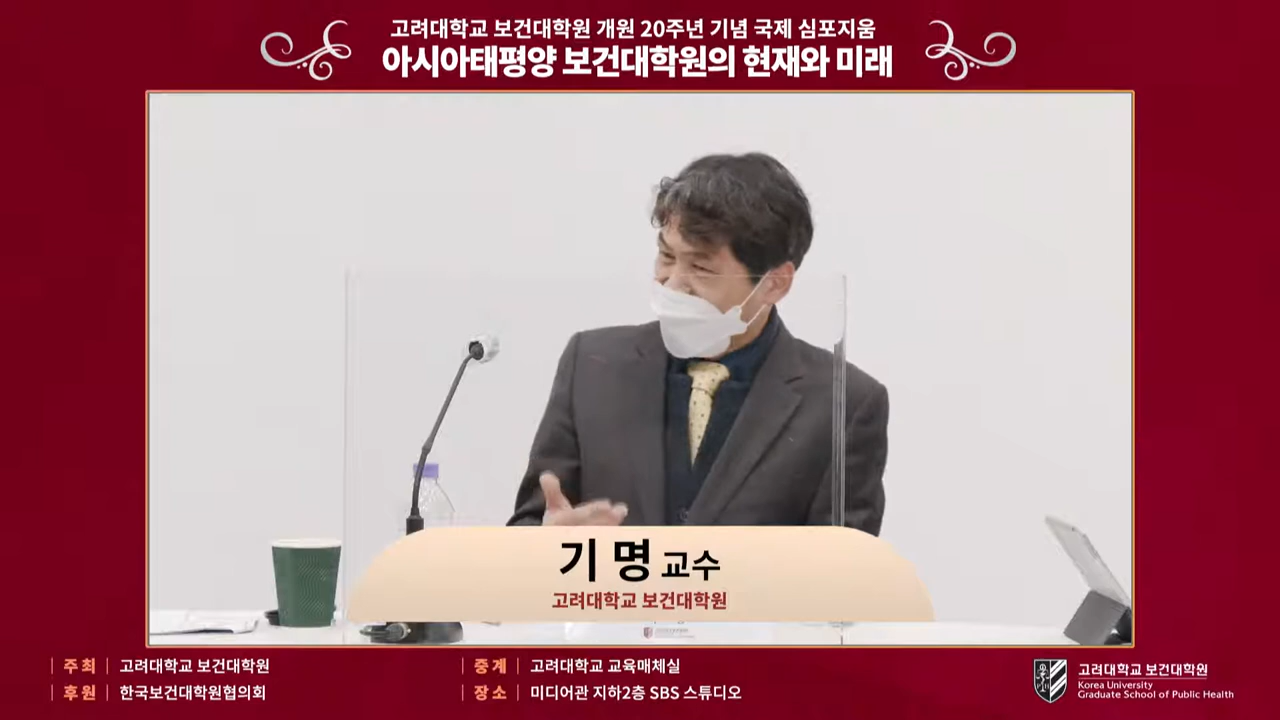 고려대학교 보건대학원 개원 20주년 기념 국제 심포지움
아시아태평양 보건대학원의 현재와 미래
기 명 교수
고려대학교 보건대학원
주최 고려대학교 보건대학원
후원 한국보건대학원협의회
중계 고려대학교 교육매체실
장소 미디어관 지하2층 SBS 스튜디오
고려대학교 보건대학원
Korea University
Graduate School of Public Health